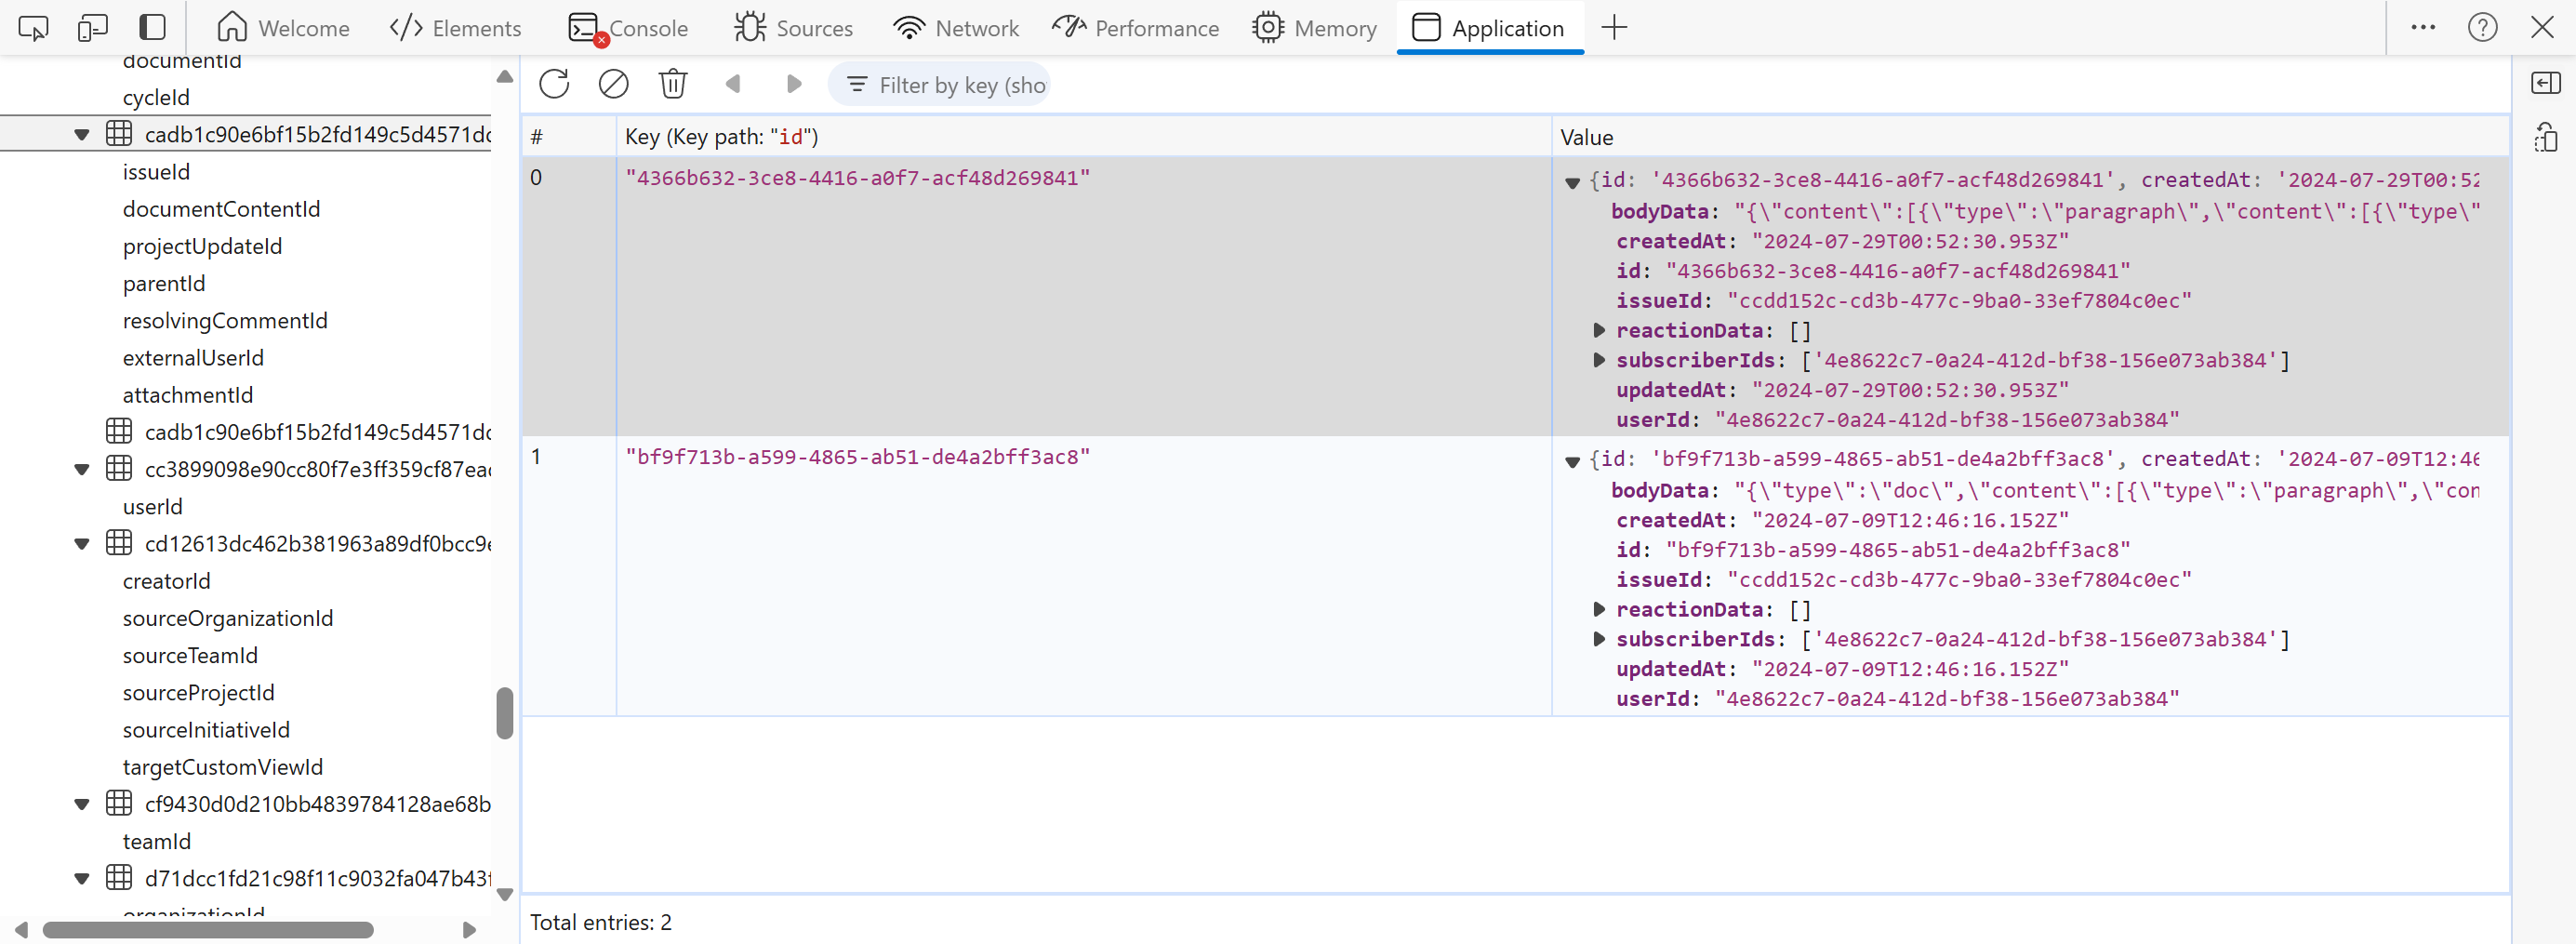 Welcome Elements Console Sources Network Performance Memory Application
Filter by key (sho
documentId
cycleId
cadb1c90e6bf15b2fd149c5d4571dc
issueId
documentContentId
projectUpdateId
parentId
resolvingCommentId
externalUserId
attachmentId
cadb1c90e6bf15b2fd149c5d4571dc
cc3899098e90cc80f7e3ff359cf87ead
userId
cd12613dc462b381963a89df0bcc9e
creatorId
sourceOrganizationId
sourceTeamId
sourceProjectId
sourceInitiativeId
targetCustomViewId
cf9430d0d210bb4839784128ae68b
teamId
d71dcc1fd21c98f11c9032fa047b43f
organizationId
# Key (Key path: "id") Value
0 "4366b632-3ce8-4416-a0f7-acf48d269841" {id: '4366b632-3ce8-4416-a0f7-acf48d269841', createdAt: '2024-07-29T00:52
bodyData: "{\"content\":[{\"type\":\"paragraph\",\"content\":[{\"type\"
createdAt: "2024-07-29T00:52:30.953Z"
id: "4366b632-3ce8-4416-a0f7-acf48d269841"
issueId: "ccdd152c-cd3b-477c-9ba0-33ef7804c0ec"
reactionData: []
subscriberIds: ['4e8622c7-0a24-412d-bf38-156e073ab384']
updatedAt: "2024-07-29T00:52:30.953Z"
userId: "4e8622c7-0a24-412d-bf38-156e073ab384"
1 "bf9f713b-a599-4865-ab51-de4a2bff3ac8" {id: 'bf9f713b-a599-4865-ab51-de4a2bff3ac8', createdAt: '2024-07-09T12:46
bodyData: "{\"type\":\"doc\",\"content\":[{\"type\":\"paragraph\",\"con
createdAt: "2024-07-09T12:46:16.152Z"
id: "bf9f713b-a599-4865-ab51-de4a2bff3ac8"
issueId: "ccdd152c-cd3b-477c-9ba0-33ef7804c0ec"
reactionData: []
subscriberIds: ['4e8622c7-0a24-412d-bf38-156e073ab384']
updatedAt: "2024-07-09T12:46:16.152Z"
userId: "4e8622c7-0a24-412d-bf38-156e073ab384"
Total entries: 2